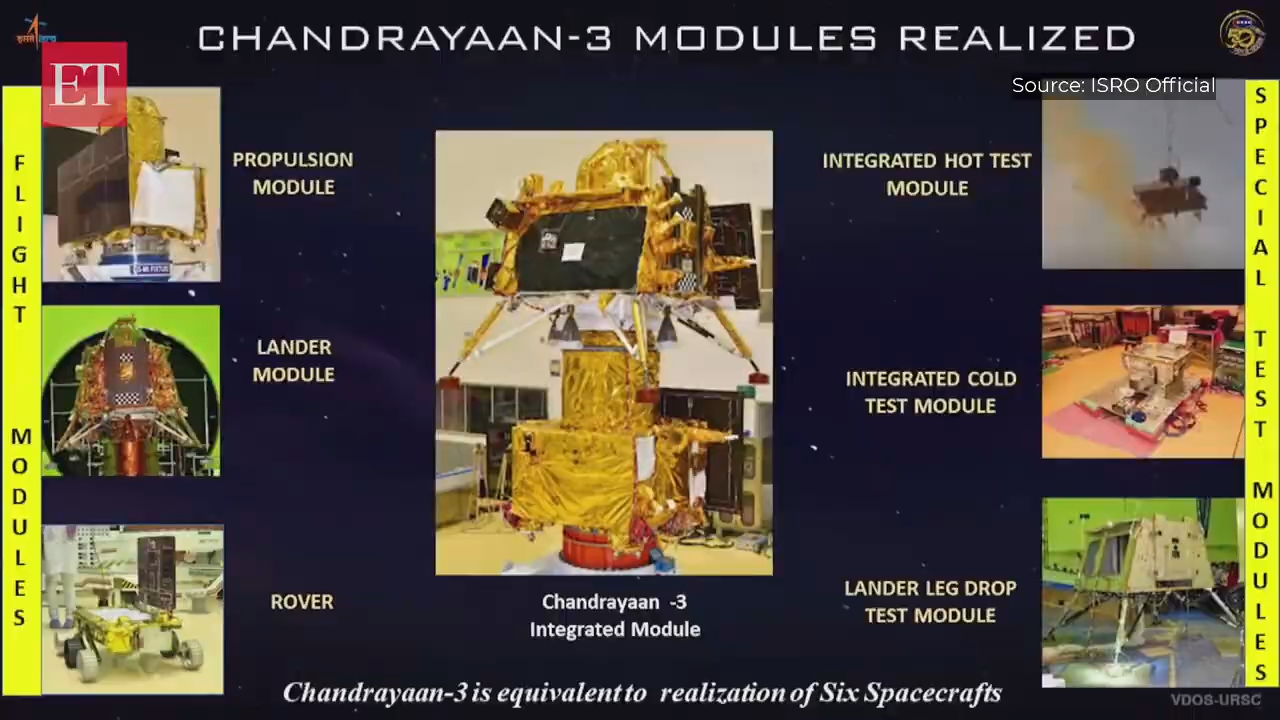 CHANDRAYAAN-3 MODULES REALIZED
ET
Source: ISRO Official
FLIGHT MODULES
PROPULSION
MODULE
LANDER
MODULE
ROVER
Chandrayaan -3
Integrated Module
INTEGRATED HOT TEST
MODULE
INTEGRATED COLD
TEST MODULE
LANDER LEG DROP
TEST MODULE
SPECIAL TEST MODULES
Chandrayaan-3 is equivalent to realization of Six Spacecrafts
VDOS-URSC